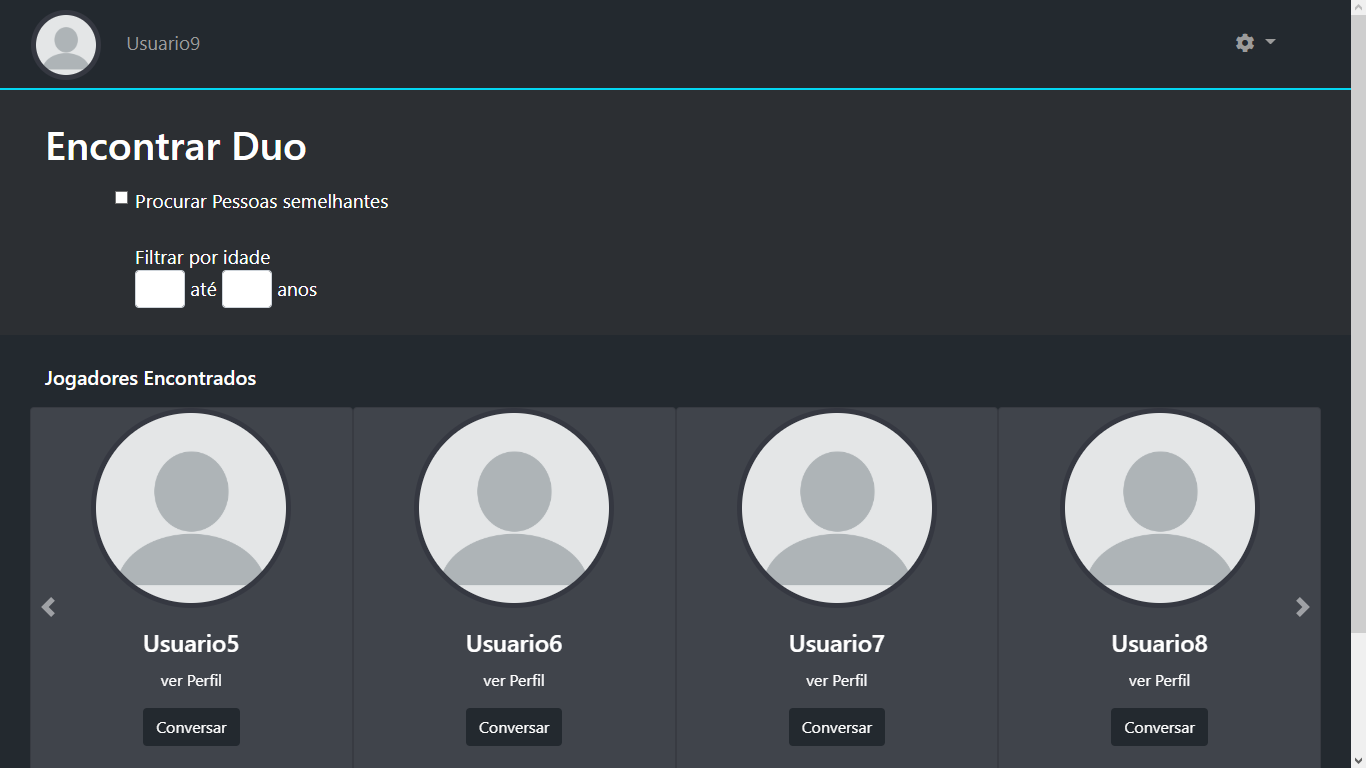 Usuario9
Encontrar Duo
Procurar Pessoas semelhantes
Filtrar por idade
até anos
Jogadores Encontrados
Usuario5 Usuario6 Usuario7 Usuario8
ver Perfil ver Perfil ver Perfil ver Perfil
Conversar Conversar Conversar Conversar